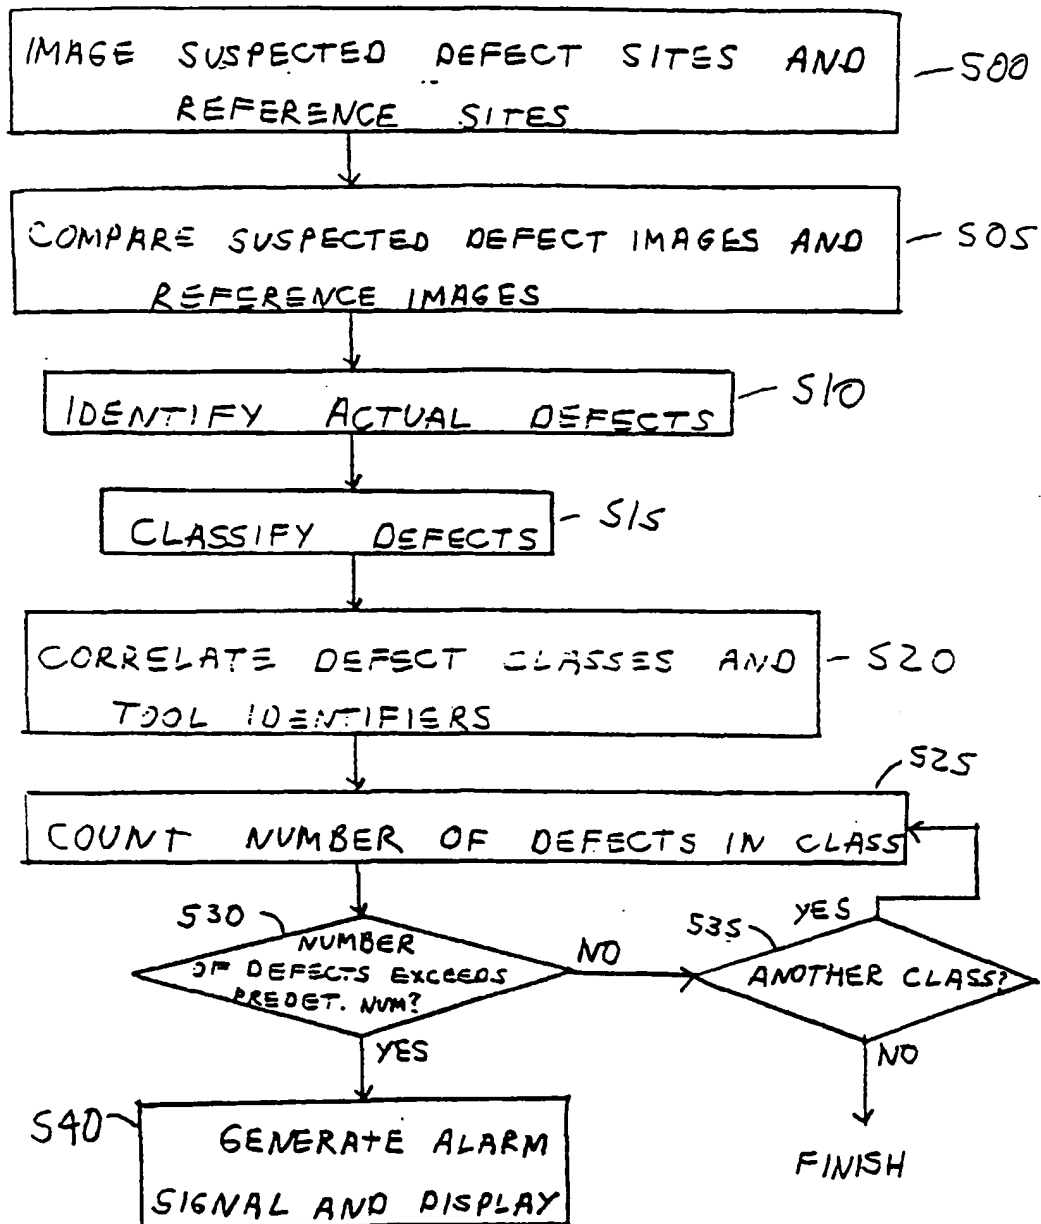 IMAGE SUSPECTED DEFECT SITES AND
REFERENCE SITES
500
COMPARE SUSPECTED DEFECT IMAGES AND
REFERENCE IMAGES
505
IDENTIFY ACTUAL DEFECTS
510
CLASSIFY DEFECTS
515
CORRELATE DEFECT CLASSES AND
TOOL IDENTIFIERS
520
525
COUNT NUMBER OF DEFECTS IN CLASS
530
NUMBER
OF DEFECTS EXCEEDS
PREDET. NUM?
NO
YES
535
YES
ANOTHER CLASS?
NO
FINISH
540
GENERATE ALARM
SIGNAL AND DISPLAY